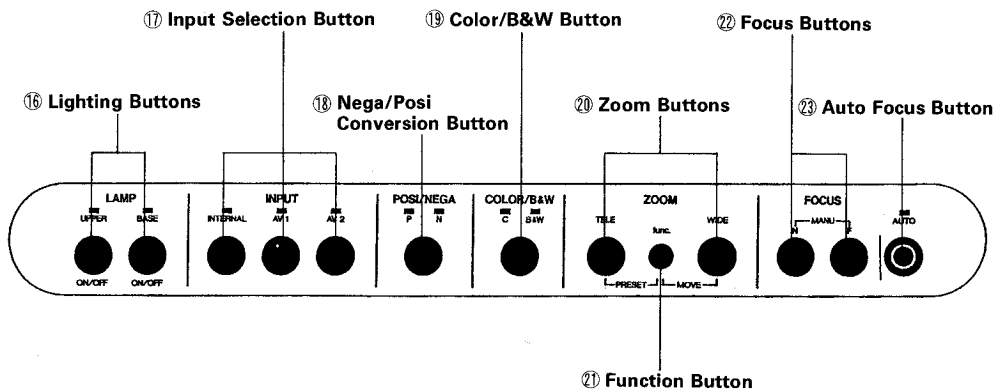 ⑰ Input Selection Button
⑲ Color/B&W Button
㉒ Focus Buttons
⑯ Lighting Buttons
⑱ Nega/Posi
Conversion Button
⑳ Zoom Buttons
㉓ Auto Focus Button
LAMP INPUT POSI/NEGA COLOR/B&W ZOOM FOCUS
UPPER BASE INTERNAL AV 1 AV 2 P N C B&W TELE func. WIDE N MANU F AUTO
ON/OFF ON/OFF PRESET MOVE
㉑ Function Button